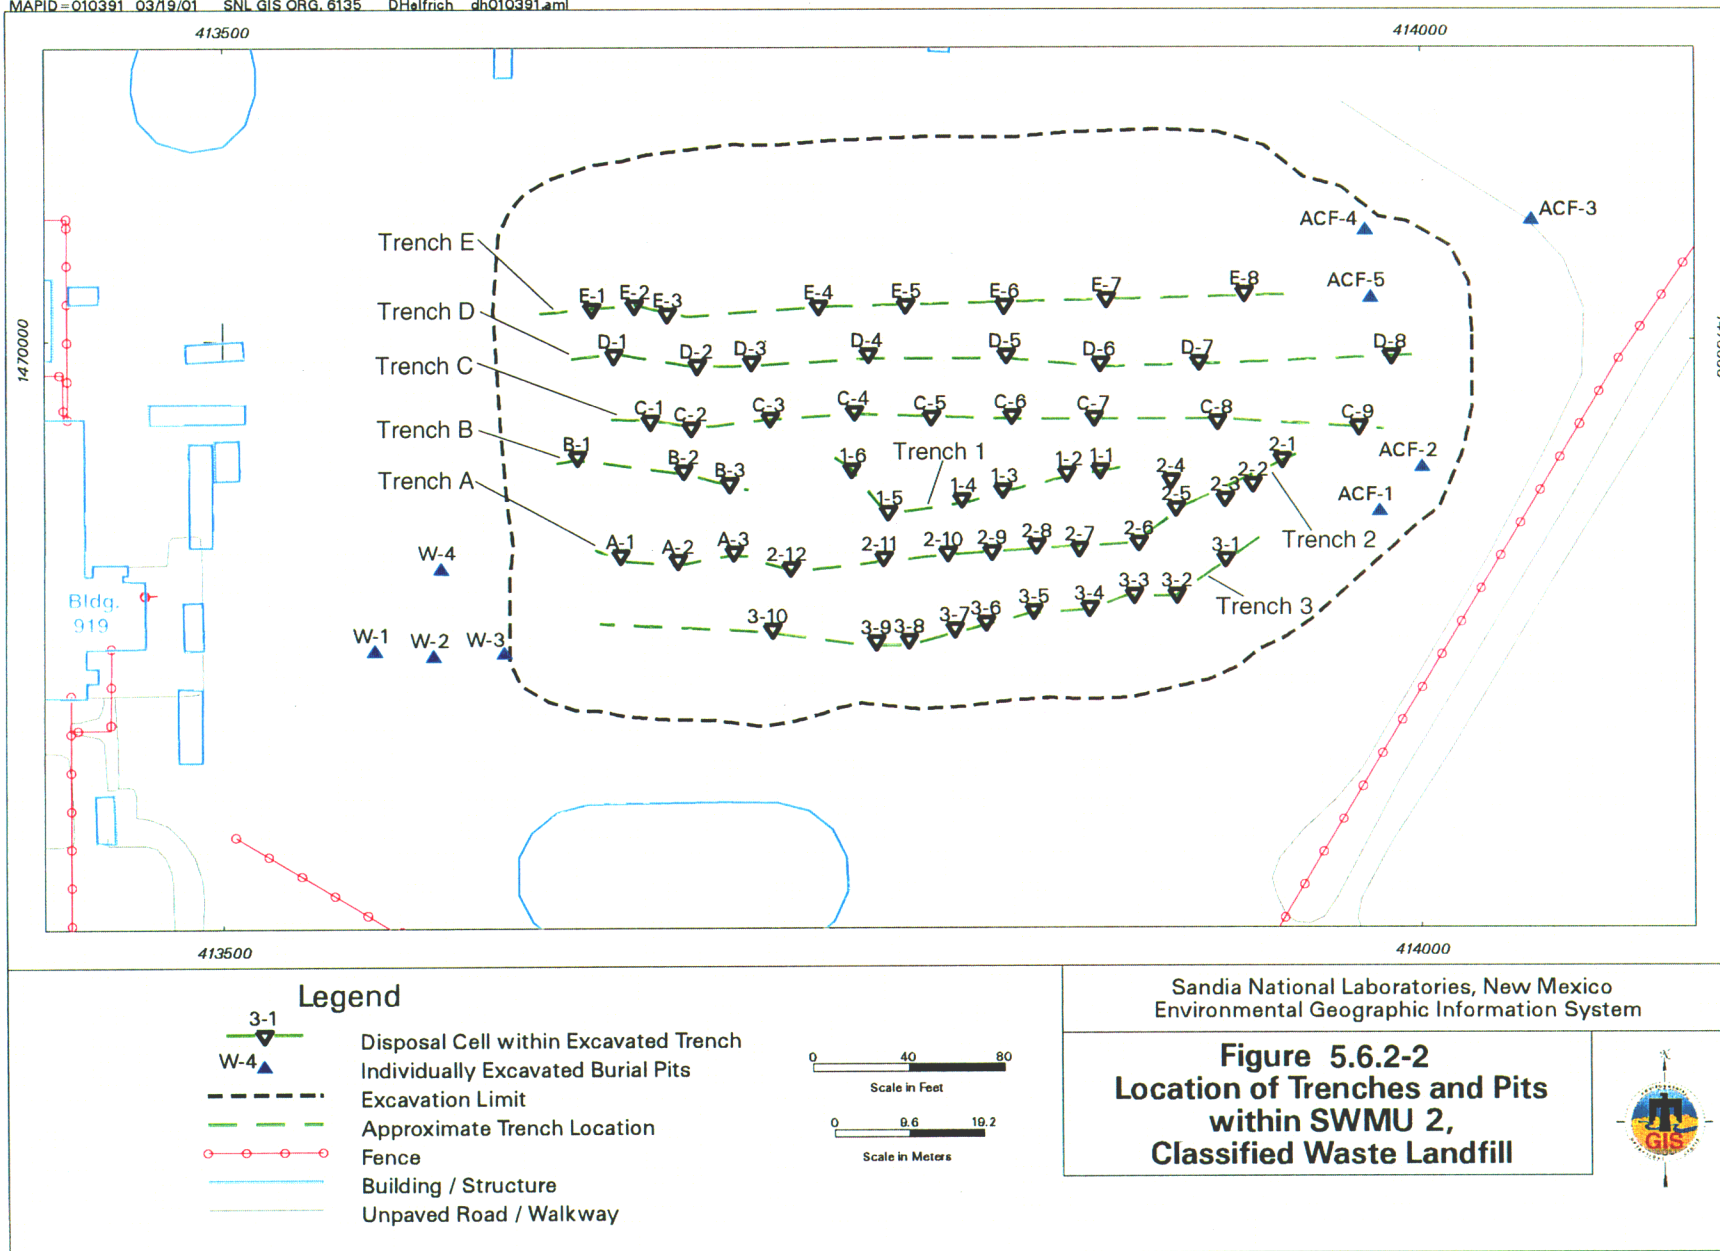 MAPID=010391 03/19/01 SNL GIS ORG. 6135 DHelfrich dh010391.aml
413500
414000
ACF-3
ACF-4
Trench E
ACF-5
E-1
E-2
E-3
E-4
E-5
E-6
E-7
E-8
Trench D
1470000
D-1
D-2
D-3
D-4
D-5
D-6
D-7
D-8
Trench C
C-1
C-2
C-3
C-4
C-5
C-6
C-7
C-8
C-9
Trench B
B-1
B-2
B-3
1-6
Trench 1
1-5
1-4
1-3
1-2
1-1
2-4
2-5
2-3
2-2
2-1
ACF-2
ACF-1
Trench A
A-1
A-2
A-3
2-12
2-11
2-10
2-9
2-8
2-7
2-6
Trench 2
3-1
W-4
Bldg.
919
3-10
3-9
3-8
3-7
3-6
3-5
3-4
3-3
3-2
Trench 3
W-1
W-2
W-3
413500
414000
Legend
3-1
Disposal Cell within Excavated Trench
W-4
Individually Excavated Burial Pits
Excavation Limit
Approximate Trench Location
Fence
Building / Structure
Unpaved Road / Walkway
0 40 80
Scale in Feet
0 9.6 19.2
Scale in Meters
Sandia National Laboratories, New Mexico
Environmental Geographic Information System
Figure 5.6.2-2
Location of Trenches and Pits
within SWMU 2,
Classified Waste Landfill
N
GIS